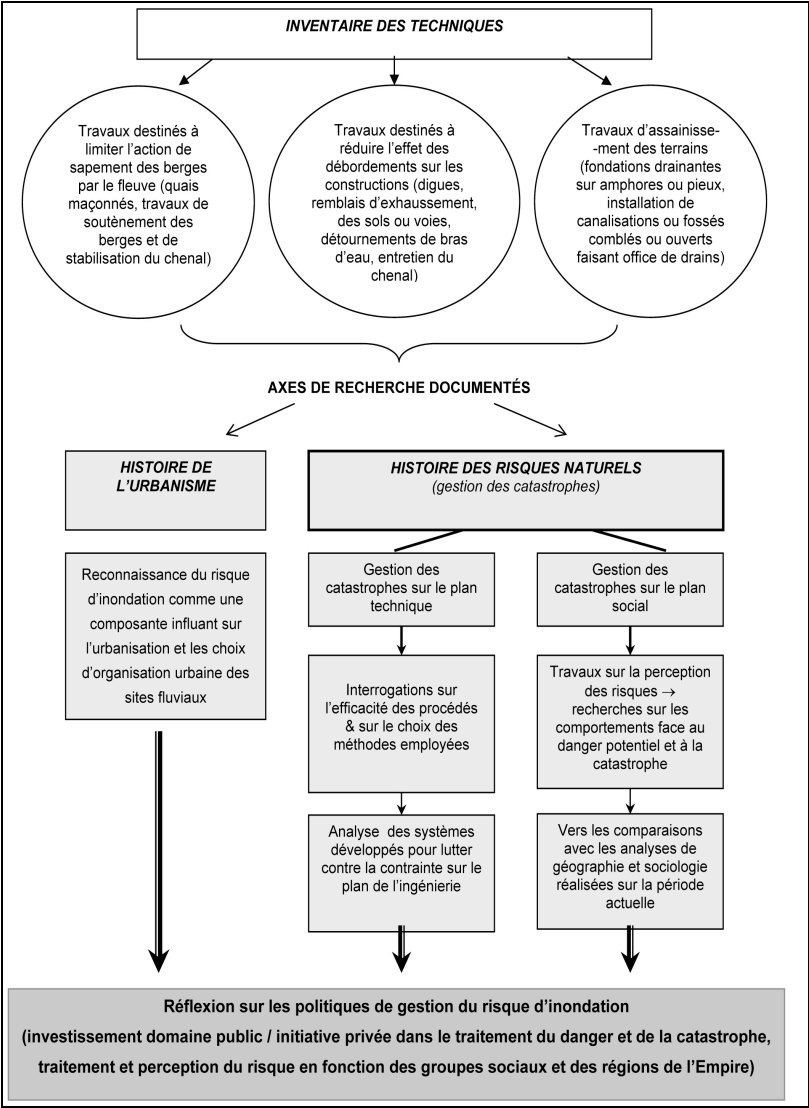 INVENTAIRE DES TECHNIQUES
Travaux destinés à
limiter l'action de
sapement des berges
par le fleuve (quais
maçonnés, travaux de
soutènement des
berges et de
stabilisation du chenal)
Travaux destinés à
réduire l'effet des
débordements sur les
constructions (digues,
remblais d'exhaussement,
des sols ou voies,
détournements de bras
d'eau, entretien du
chenal)
Travaux d'assainisse-
-ment des terrains
(fondations drainantes
sur amphores ou pieux,
installation de
canalisations ou fossés
comblés ou ouverts
faisant office de drains)
AXES DE RECHERCHE DOCUMENTÉS
HISTOIRE DE
L'URBANISME
HISTOIRE DES RISQUES NATURELS
(gestion des catastrophes)
Reconnaissance du risque
d'inondation comme une
composante influant sur
l'urbanisation et les choix
d'organisation urbaine des
sites fluviaux
Gestion des
catastrophes sur le plan
technique
Interrogations sur
l'efficacité des procédés
& sur le choix des
méthodes employées
Analyse des systèmes
développés pour lutter
contre la contrainte sur le
plan de l'ingénierie
Gestion des
catastrophes sur le plan
social
Travaux sur la perception
des risques →
recherches sur les
comportements face au
danger potentiel et à la
catastrophe
Vers les comparaisons
avec les analyses de
géographie et sociologie
réalisées sur la période
actuelle
Réflexion sur les politiques de gestion du risque d'inondation
(investissement domaine public / initiative privée dans le traitement du danger et de la catastrophe,
traitement et perception du risque en fonction des groupes sociaux et des régions de l'Empire)